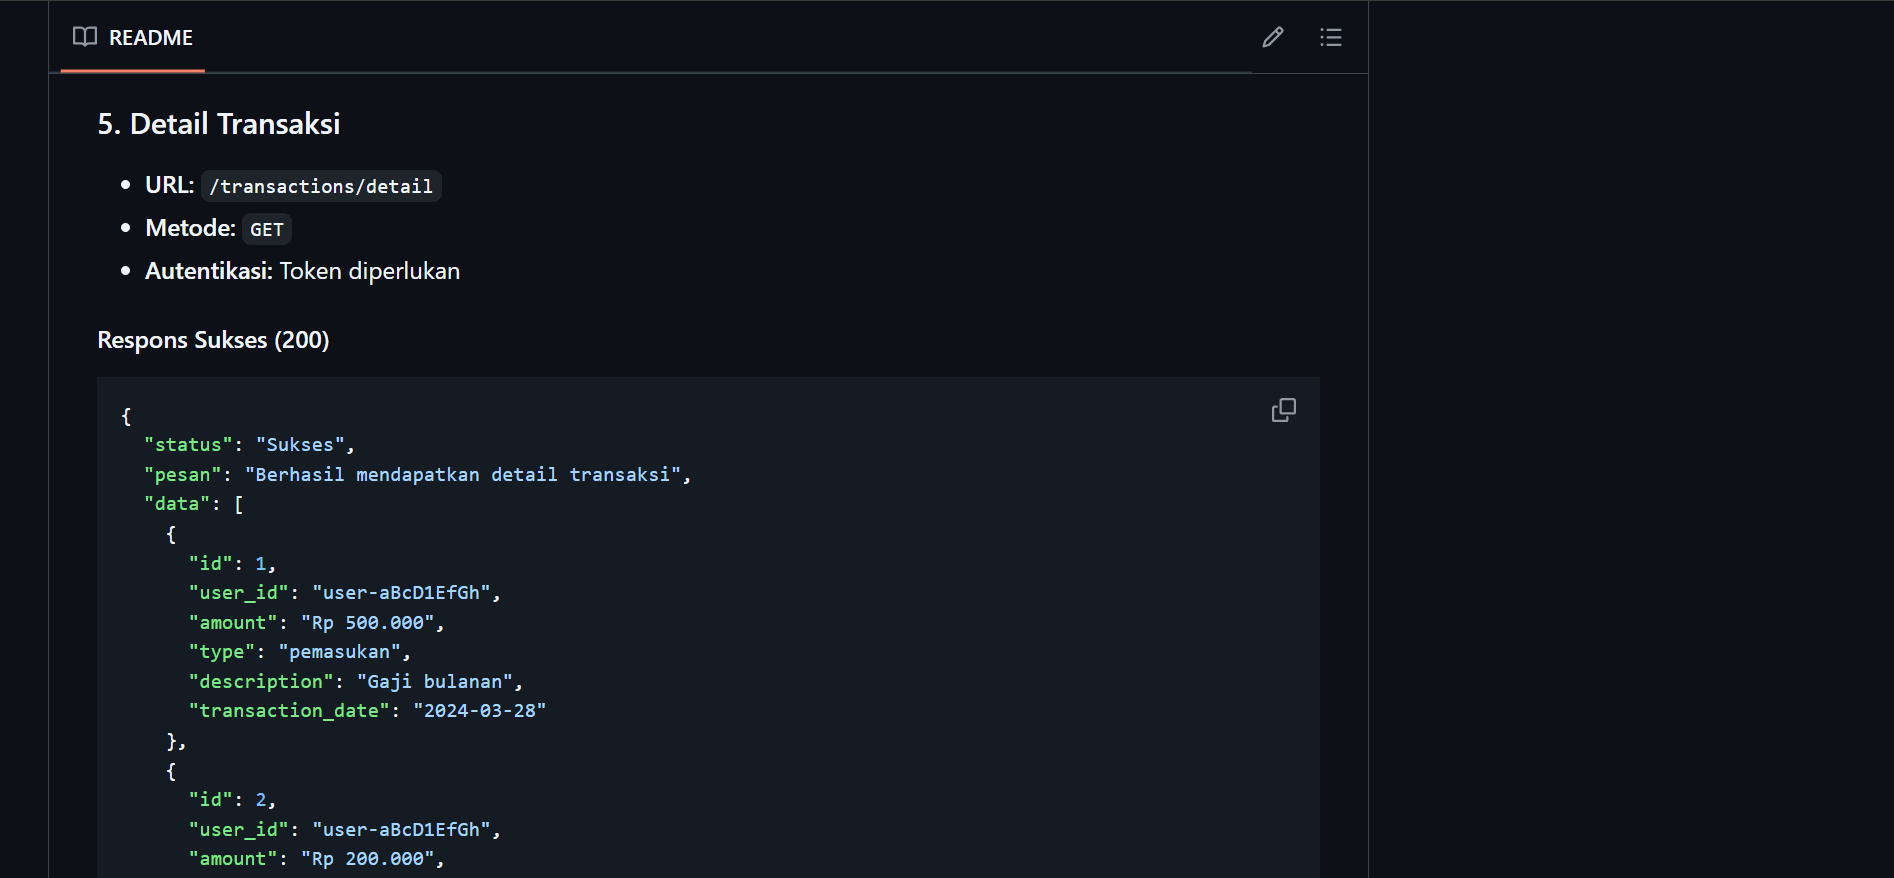 README
5. Detail Transaksi
URL: /transactions/detail
Metode: GET
Autentikasi: Token diperlukan
Respons Sukses (200)
{
"status": "Sukses",
"pesan": "Berhasil mendapatkan detail transaksi",
"data": [
{
"id": 1,
"user_id": "user-aBcD1EfGh",
"amount": "Rp 500.000",
"type": "pemasukan",
"description": "Gaji bulanan",
"transaction_date": "2024-03-28"
},
{
"id": 2,
"user_id": "user-aBcD1EfGh",
"amount": "Rp 200.000",